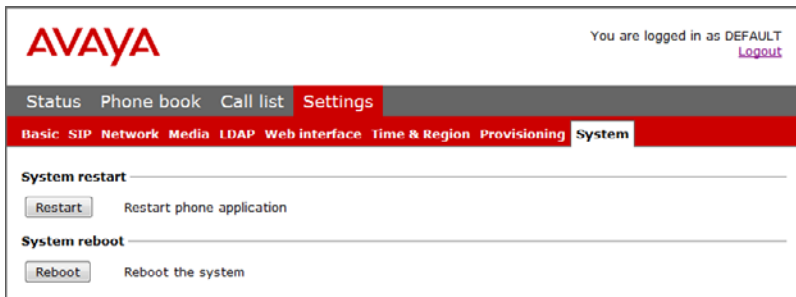 AVAYA
You are logged in as DEFAULT
Logout
Status Phone book Call list Settings
Basic SIP Network Media LDAP Web interface Time & Region Provisioning System
System restart
Restart Restart phone application
System reboot
Reboot Reboot the system